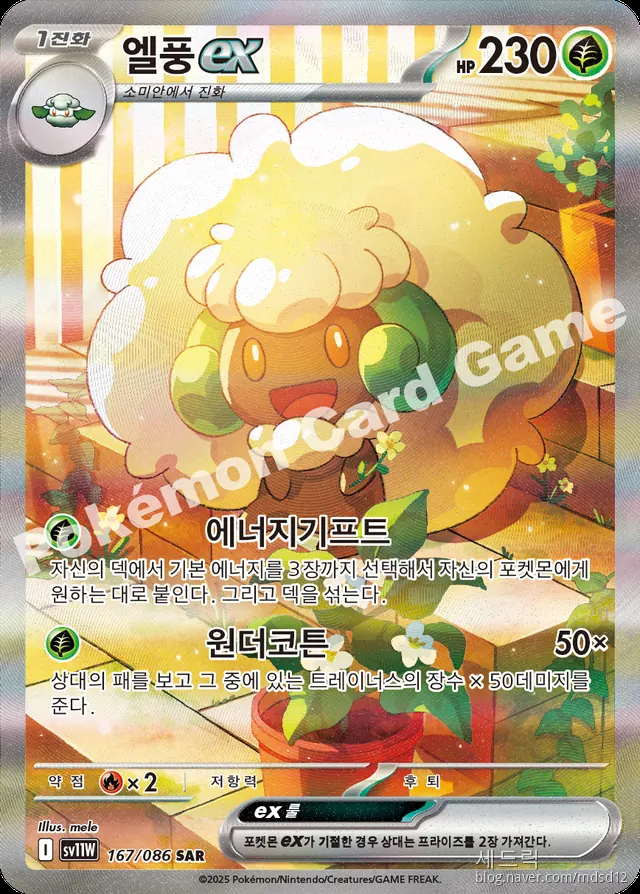 1진화
엘풍 ex
HP 230
소미안에서 진화
Pokémon Card Game
에너지기프트
자신의 덱에서 기본 에너지를 3장까지 선택해서 자신의 포켓몬에게
원하는 대로 붙인다. 그리고 덱을 섞는다.
원더코튼 50×
상대의 패를 보고 그 중에 있는 트레이너스의 장수 × 50데미지를
준다.
약점 ×2 저항력 후퇴
ex 룰
포켓몬 ex가 기절한 경우 상대는 프라이즈를 2장 가져간다.
Illus. mele
I sv11W 167/086 SAR
©2025 Pokémon/Nintendo/Creatures/GAME FREAK.
세드릭
blog.naver.com/mdsd12